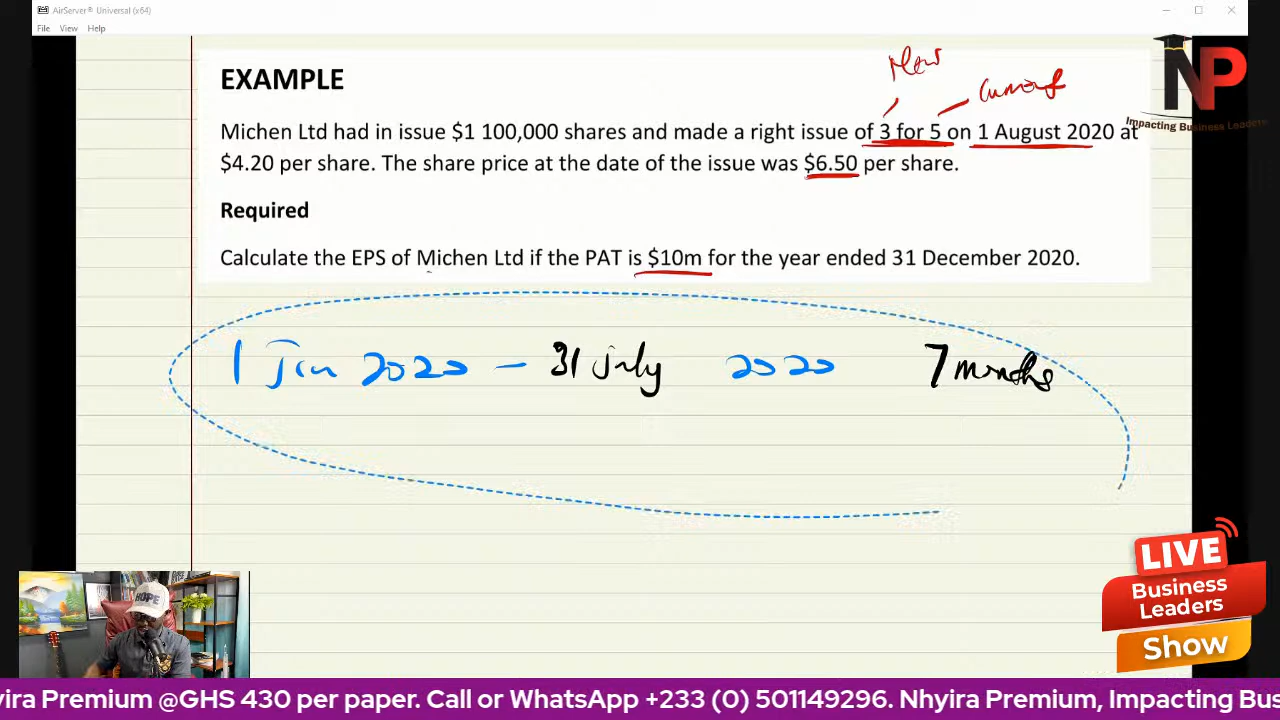 AirServer® Universal (x64)
File View Help
New
Current
EXAMPLE
Michen Ltd had in issue $1 100,000 shares and made a right issue of 3 for 5 on 1 August 2020 at
$4.20 per share. The share price at the date of the issue was $6.50 per share.
Required
Calculate the EPS of Michen Ltd if the PAT is $10m for the year ended 31 December 2020.
1 Jan 2020 – 31 july 2020 7 months
NP
Impacting Business Leaders
HOPE
LIVE
Business
Leaders
Show
yira Premium @GHS 430 per paper. Call or WhatsApp +233 (0) 501149296. Nhyira Premium, Impacting Bus